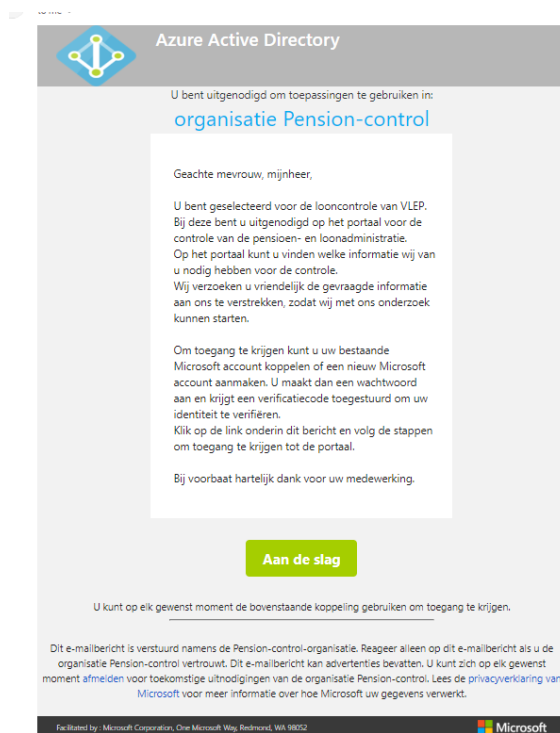 to me
Azure Active Directory
U bent uitgenodigd om toepassingen te gebruiken in:
organisatie Pension-control
Geachte mevrouw, mijnheer,
U bent geselecteerd voor de looncontrole van VLEP.
Bij deze bent u uitgenodigd op het portaal voor de
controle van de pensioen- en loonadministratie.
Op het portaal kunt u vinden welke informatie wij van
u nodig hebben voor de controle.
Wij verzoeken u vriendelijk de gevraagde informatie
aan ons te verstrekken, zodat wij met ons onderzoek
kunnen starten.
Om toegang te krijgen kunt u uw bestaande
Microsoft account koppelen of een nieuw Microsoft
account aanmaken. U maakt dan een wachtwoord
aan en krijgt een verificatiecode toegestuurd om uw
identiteit te verifiëren.
Klik op de link onderin dit bericht en volg de stappen
om toegang te krijgen tot de portaal.
Bij voorbaat hartelijk dank voor uw medewerking.
Aan de slag
U kunt op elk gewenst moment de bovenstaande koppeling gebruiken om toegang te krijgen.
Dit e-mailbericht is verstuurd namens de Pension-control-organisatie. Reageer alleen op dit e-mailbericht als u de
organisatie Pension-control vertrouwt. Dit e-mailbericht kan advertenties bevatten. U kunt zich op elk gewenst
moment afmelden voor toekomstige uitnodigingen van de organisatie Pension-control. Lees de privacyverklaring van
Microsoft voor meer informatie over hoe Microsoft uw gegevens verwerkt.
Facilitated by : Microsoft Corporation, One Microsoft Way, Redmond, WA 98052
Microsoft